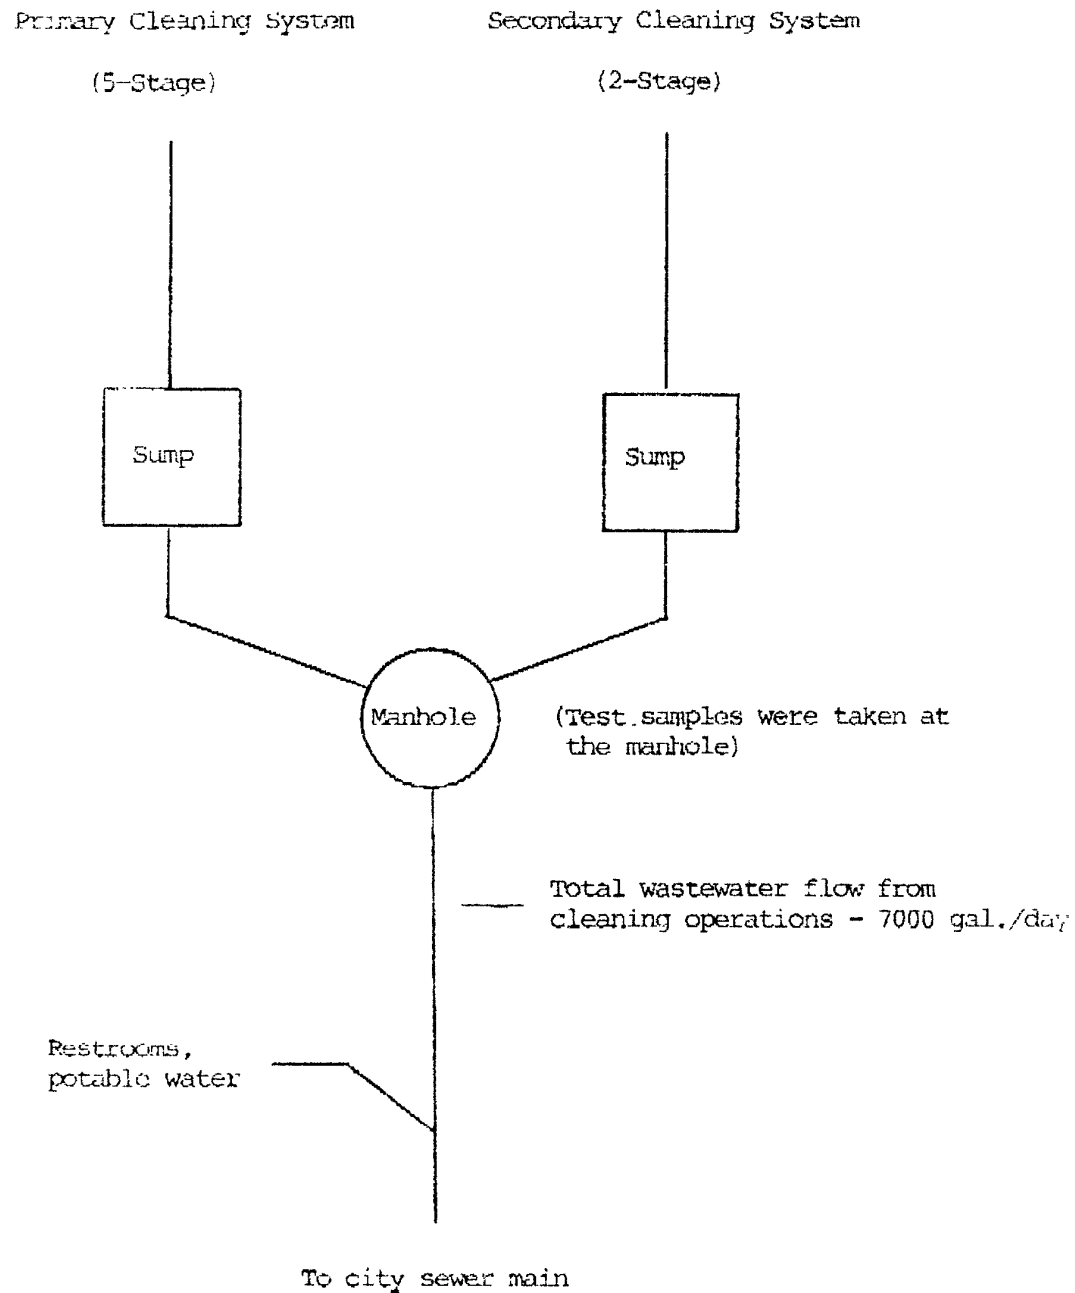 Primary Cleaning System
Secondary Cleaning System
(5-Stage)
(2-Stage)
Sump
Sump
Manhole
(Test samples were taken at
the manhole)
Total wastewater flow from
cleaning operations - 7000 gal./day
Restrooms,
potable water
To city sewer main